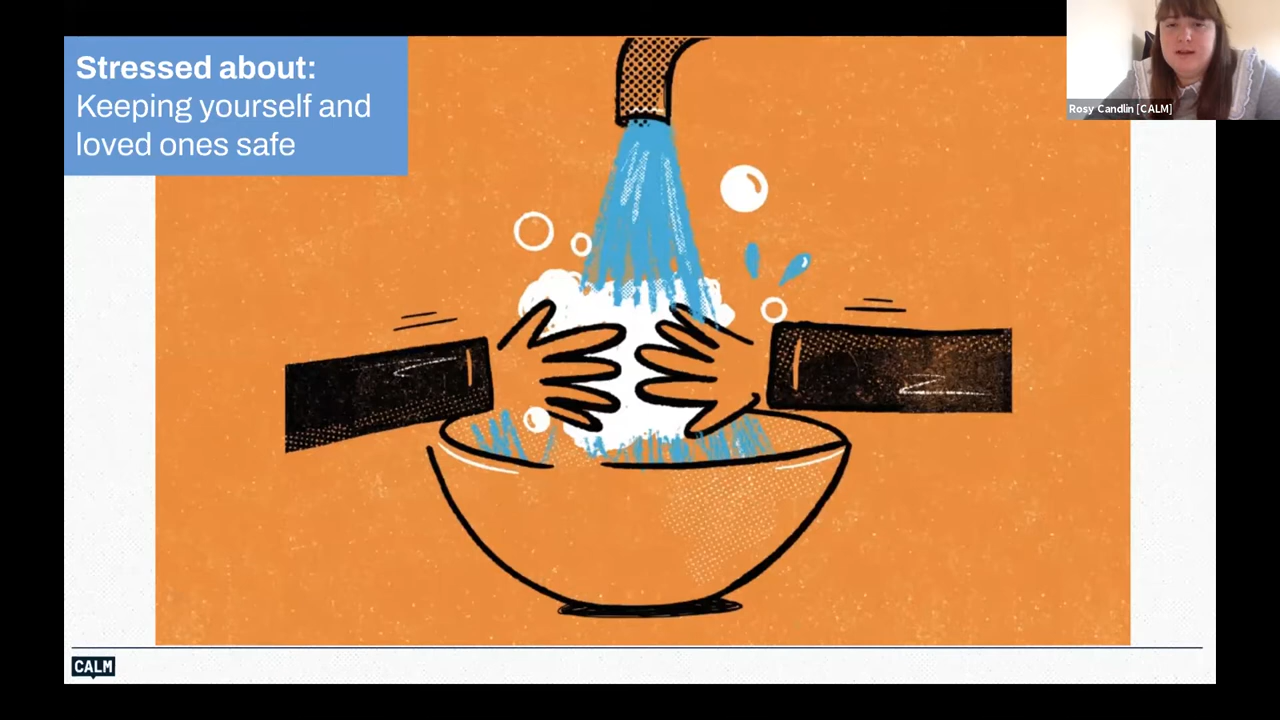 Stressed about:
Keeping yourself and
loved ones safe
Rosy Candlin [CALM]
CALM